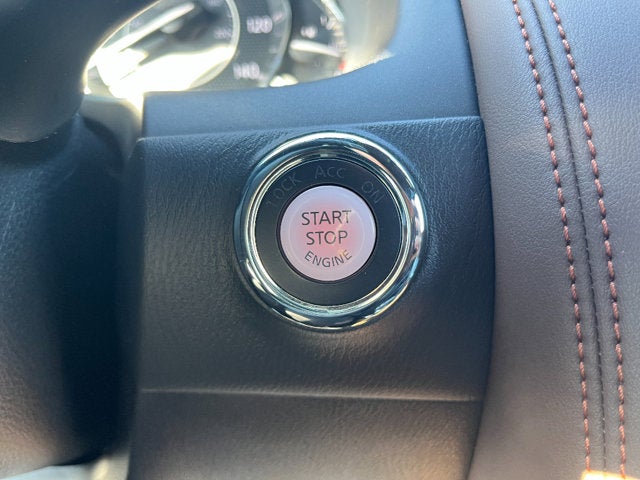 120
140
LOCK ACC ON
START
STOP
ENGINE